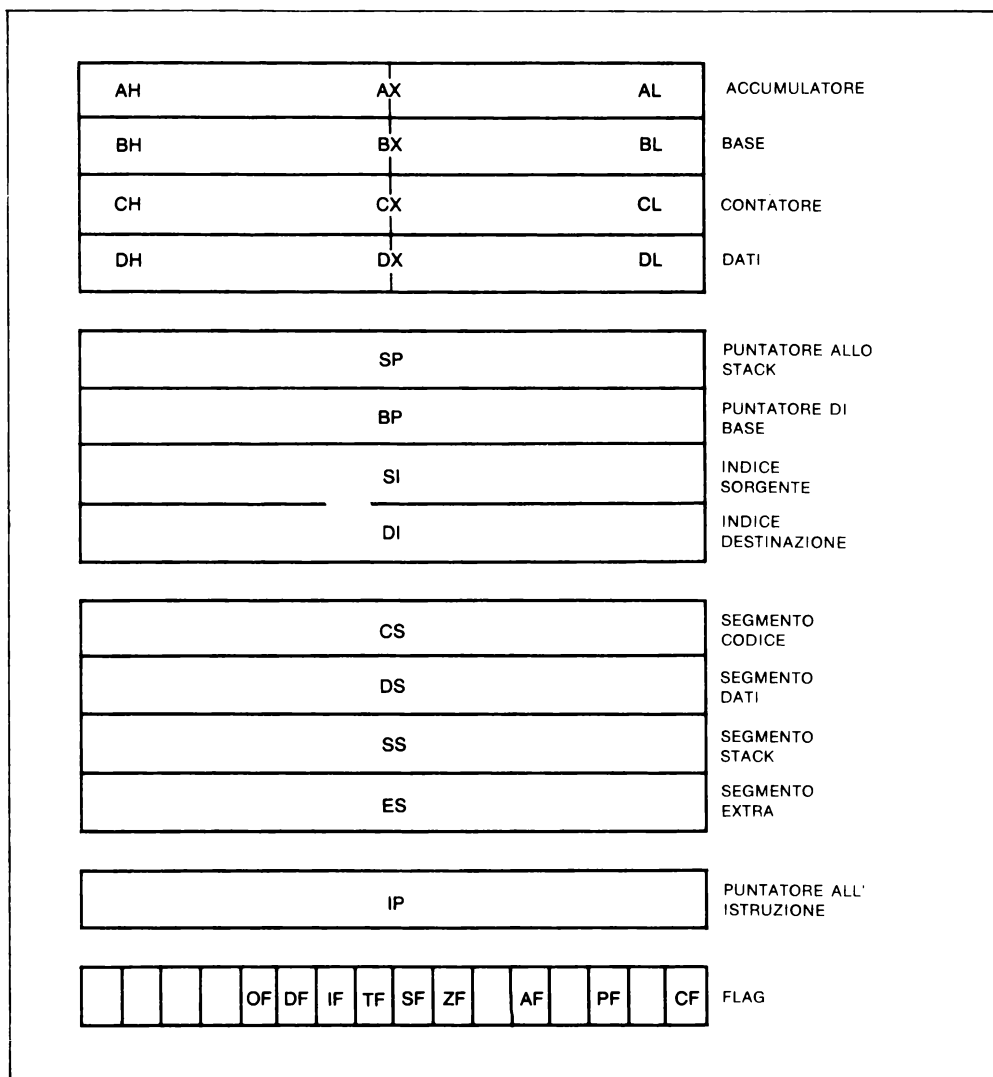 AH AX AL ACCUMULATORE
BH BX BL BASE
CH CX CL CONTATORE
DH DX DL DATI
SP PUNTATORE ALLO
STACK
BP PUNTATORE DI
BASE
SI INDICE
SORGENTE
DI INDICE
DESTINAZIONE
CS SEGMENTO
CODICE
DS SEGMENTO
DATI
SS SEGMENTO
STACK
ES SEGMENTO
EXTRA
IP PUNTATORE ALL'
ISTRUZIONE
OF DF IF TF SF ZF AF PF CF FLAG